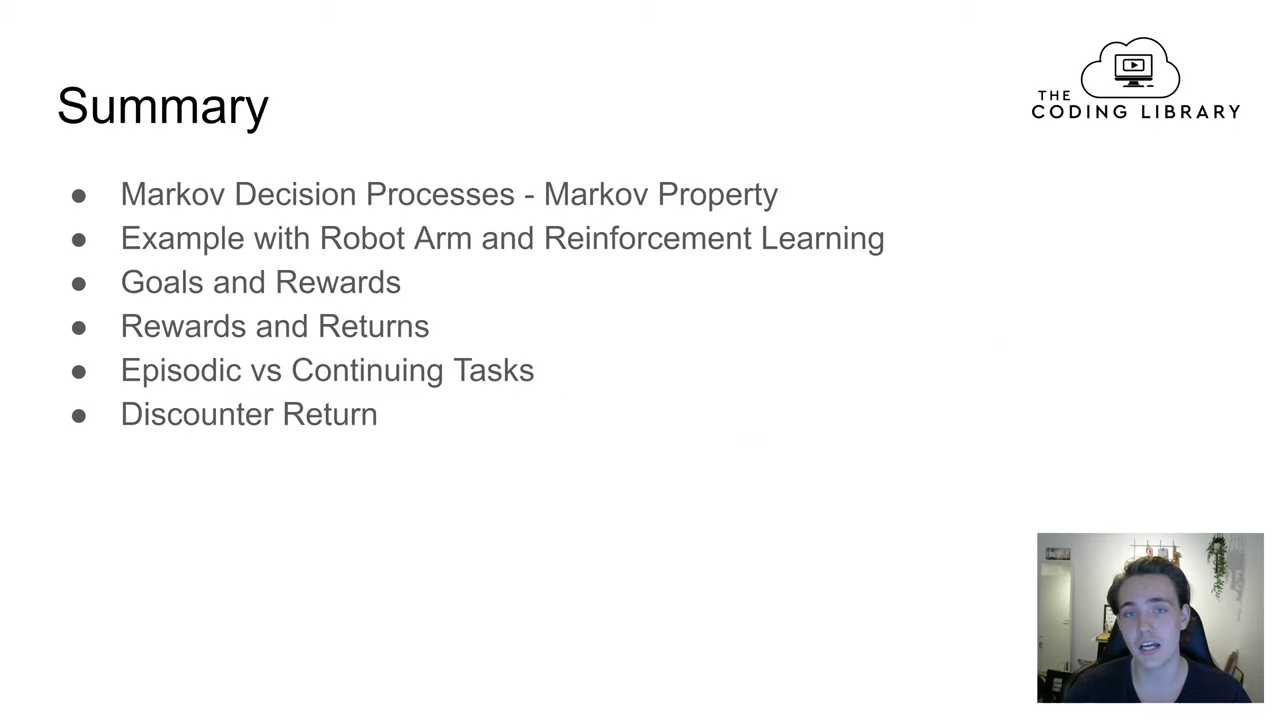 THE
CODING LIBRARY
Summary
● Markov Decision Processes - Markov Property
● Example with Robot Arm and Reinforcement Learning
● Goals and Rewards
● Rewards and Returns
● Episodic vs Continuing Tasks
● Discounter Return